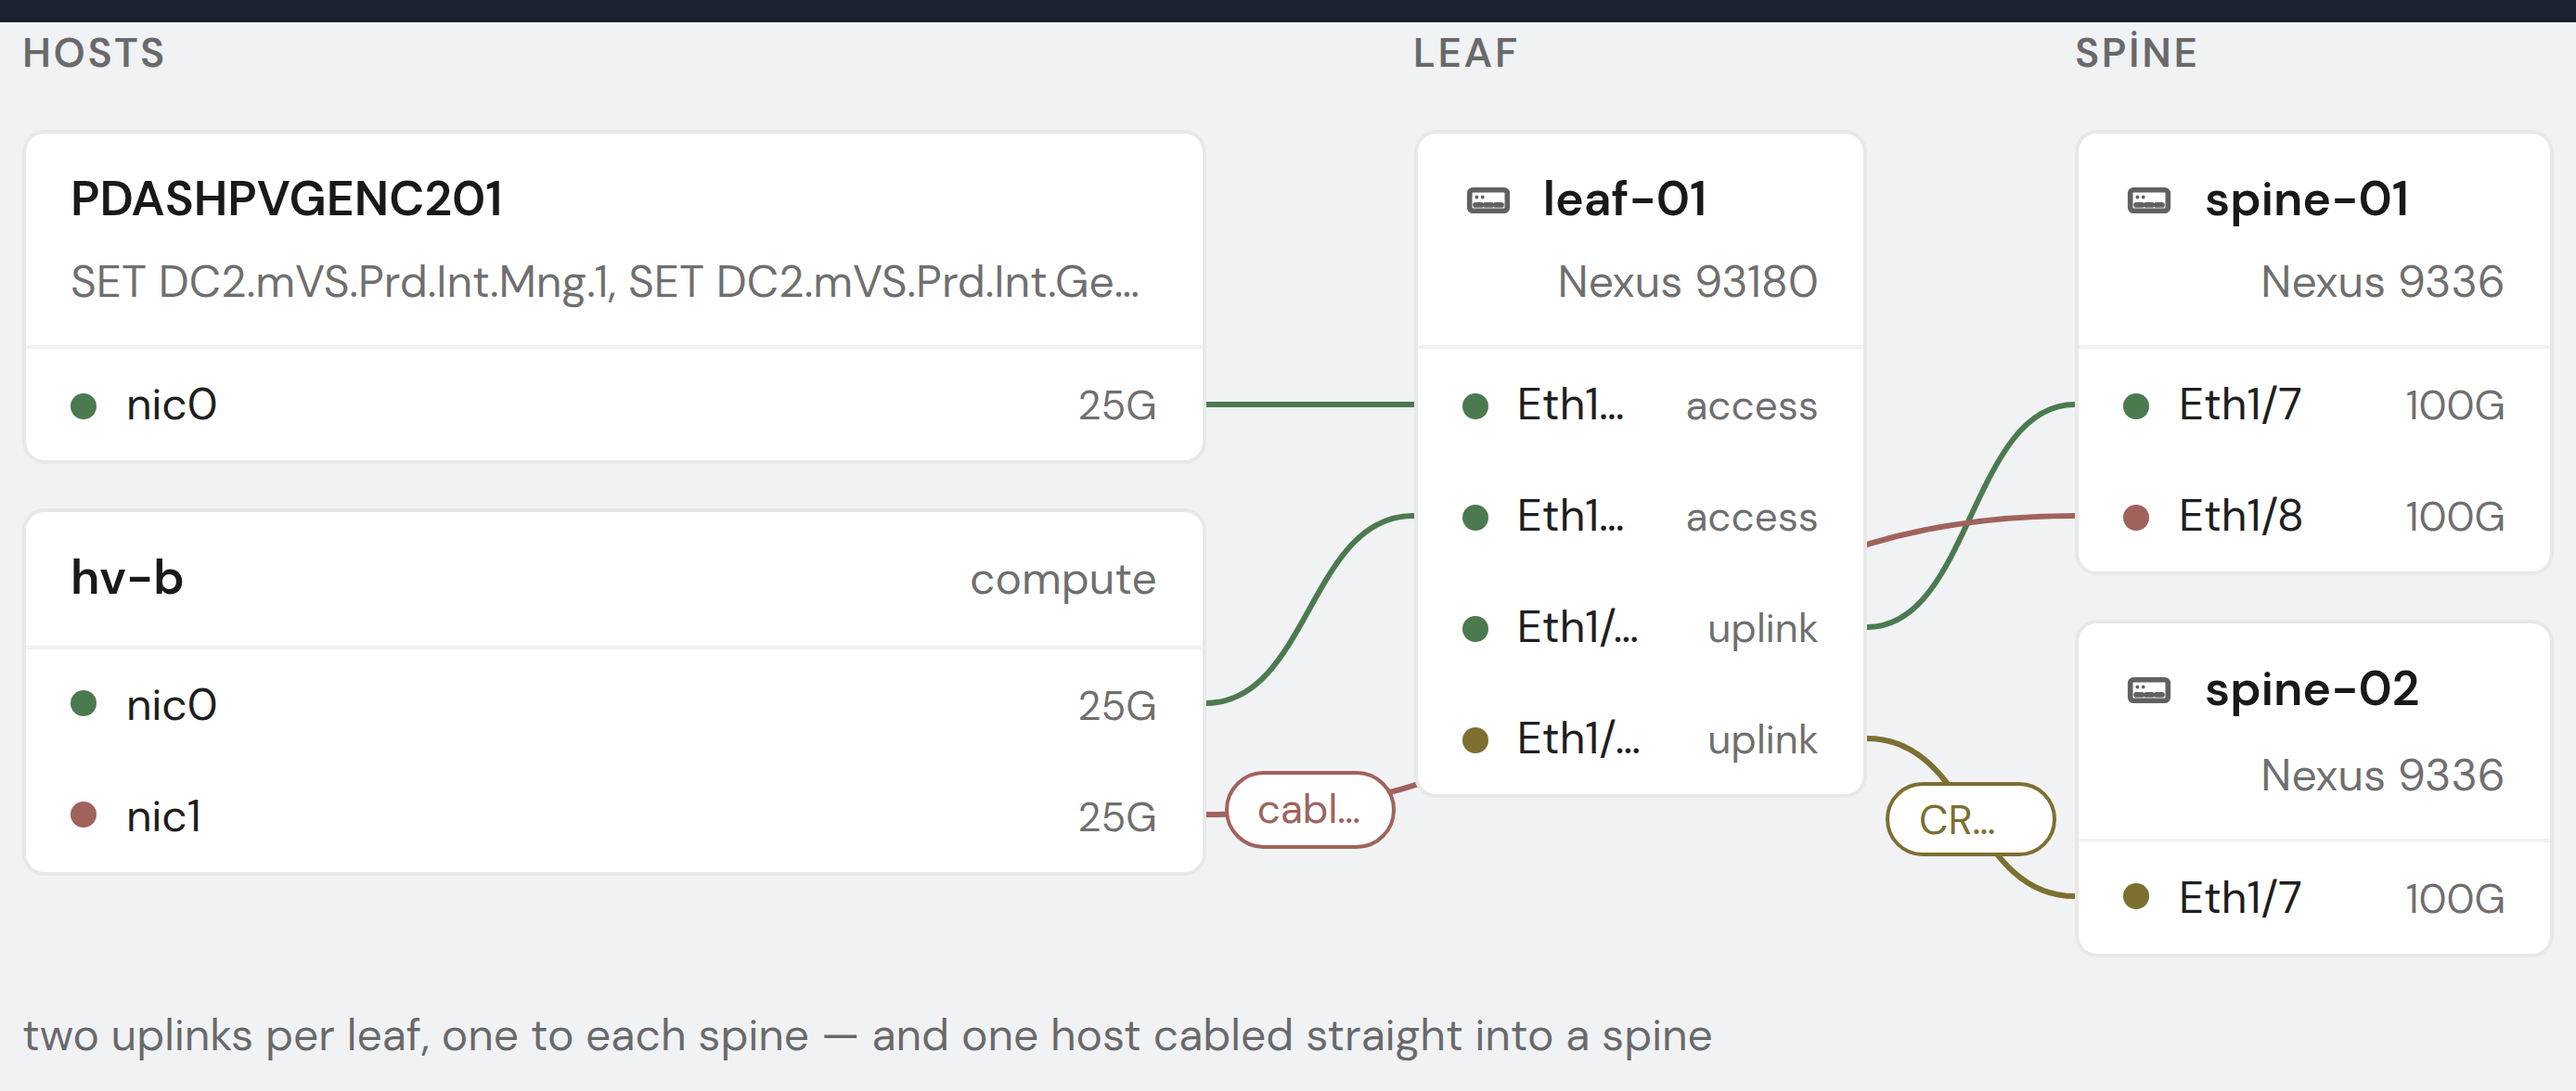 HOSTS
LEAF
SPİNE
PDASHPVGENC201
SET DC2.mVS.Prd.Int.Mng.1, SET DC2.mVS.Prd.Int.Ge...
nic0 25G
hv-b compute
nic0 25G
nic1 25G
cabl...
leaf-01
Nexus 93180
Eth1... access
Eth1... access
Eth1/... uplink
Eth1/... uplink
CR...
spine-01
Nexus 9336
Eth1/7 100G
Eth1/8 100G
spine-02
Nexus 9336
Eth1/7 100G
two uplinks per leaf, one to each spine — and one host cabled straight into a spine